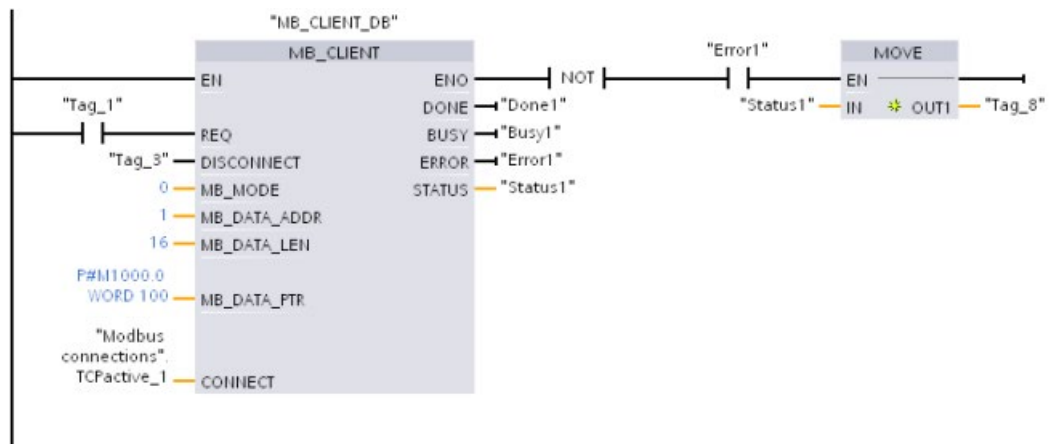 "MB_CLIENT_DB"
MB_CLIENT
EN
ENO
NOT
"Error1"
MOVE
EN
"Tag_1"
DONE
"Done1"
"Status1"
IN
OUT1
"Tag_8"
REQ
BUSY
"Busy1"
"Tag_3"
DISCONNECT
ERROR
"Error1"
0
MB_MODE
STATUS
"Status1"
1
MB_DATA_ADDR
16
MB_DATA_LEN
P#M1000.0
WORD 100
MB_DATA_PTR
"Modbus
connections".
TCPactive_1
CONNECT